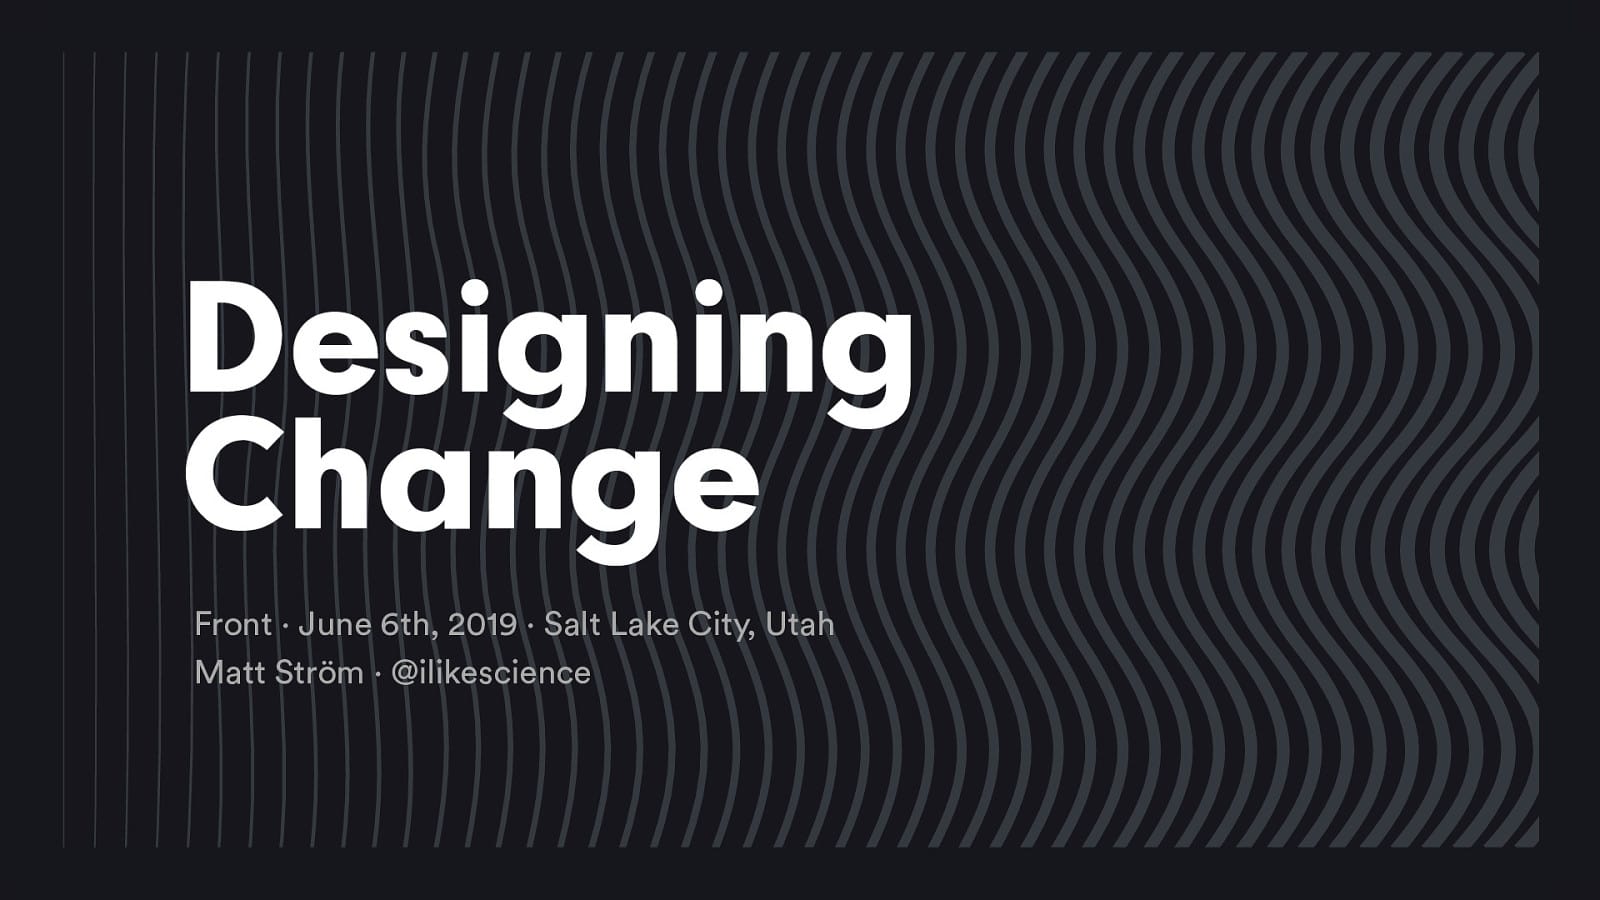 Designing
Change
Front · June 6th, 2019 · Salt Lake City, Utah
Matt Ström · @ilikescience